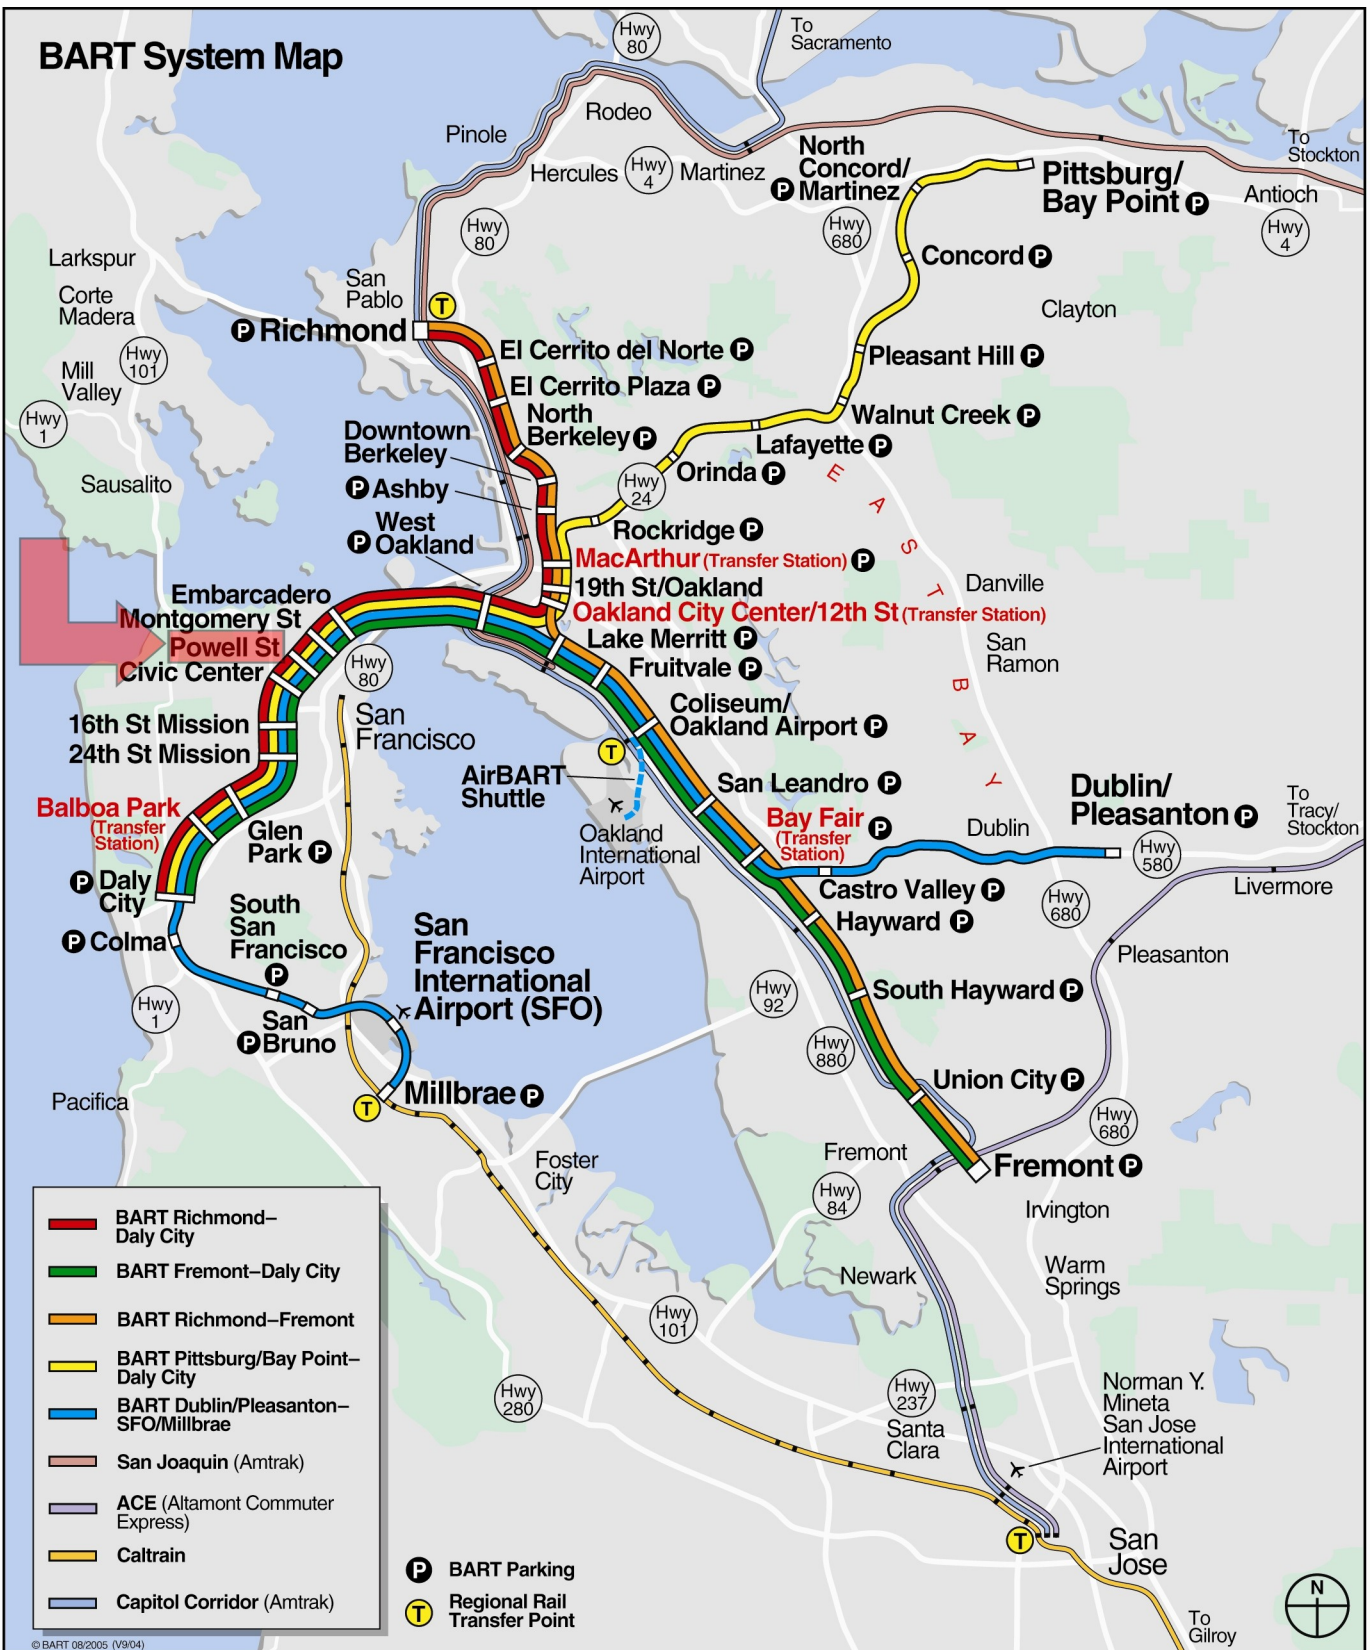 BART System Map
Hwy
80
To
Sacramento
Rodeo
Pinole
Hercules
Hwy
4
Martinez
North
Concord/
Martinez P
Pittsburg/
Bay Point P
To
Stockton
Antioch
Hwy
4
Hwy
80
Hwy
680
Concord P
Larkspur
Corte
Madera
San
Pablo
T
Clayton
P Richmond
Hwy
101
Mill
Valley
Hwy
1
El Cerrito del Norte P
Pleasant Hill P
El Cerrito Plaza P
North
Berkeley P
Walnut Creek P
Downtown
Berkeley
Lafayette P
Orinda P
Sausalito
P Ashby
Hwy
24
EAST BAY
West
P Oakland
Rockridge P
MacArthur (Transfer Station) P
19th St/Oakland
Danville
Embarcadero
Montgomery St
Oakland City Center/12th St (Transfer Station)
Powell St
Lake Merritt P
San
Ramon
Civic Center
Hwy
80
Fruitvale P
16th St Mission
San
Francisco
Coliseum/
Oakland Airport P
24th St Mission
T
AirBART
Shuttle
San Leandro P
Dublin/
Pleasanton P
To
Tracy/
Stockton
Balboa Park
(Transfer
Station)
Glen
Park P
Oakland
International
Airport
Bay Fair P
(Transfer
Station)
Dublin
Hwy
580
P Daly
City
Castro Valley P
Livermore
South
San
Francisco
P
San
Francisco
International
Airport (SFO)
Hayward P
Hwy
680
P Colma
Pleasanton
Hwy
1
San
P Bruno
Hwy
92
South Hayward P
Hwy
880
Millbrae P
T
Union City P
Pacifica
Hwy
680
Foster
City
Fremont
Fremont P
Hwy
84
Irvington
Newark
Warm
Springs
Hwy
101
Hwy
280
Hwy
237
Santa
Clara
Norman Y.
Mineta
San Jose
International
Airport
T
San
Jose
To
Gilroy
N
BART Richmond–
Daly City
BART Fremont–Daly City
BART Richmond–Fremont
BART Pittsburg/Bay Point–
Daly City
BART Dublin/Pleasanton–
SFO/Millbrae
San Joaquin (Amtrak)
ACE (Altamont Commuter
Express)
Caltrain
Capitol Corridor (Amtrak)
P BART Parking
T Regional Rail
Transfer Point
© BART 08/2005 (V9/04)